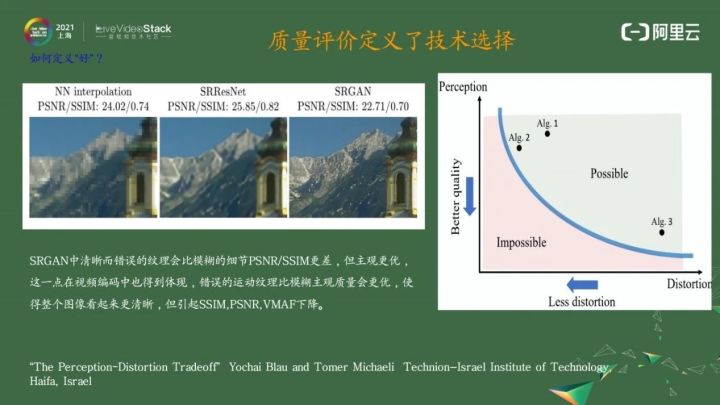 2021
上海
LiveVideoStack
音视频技术社区
阿里云
质量评价定义了技术选择
如何定义“好”?
NN interpolation
PSNR/SSIM: 24.02/0.74
SRResNet
PSNR/SSIM: 25.85/0.82
SRGAN
PSNR/SSIM: 22.71/0.70
Perception
Alg. 1
Alg. 2
Possible
Better quality
Alg. 3
Impossible
Distortion
Less distortion
SRGAN中清晰而错误的纹理会比模糊的细节PSNR/SSIM更差，但主观更优，
这一点在视频编码中也得到体现，错误的运动纹理比模糊主观质量会更优，使
得整个图像看起来更清晰，但引起SSIM,PSNR,VMAF下降。
“The Perception-Distortion Tradeoff” Yochai Blau and Tomer Michaeli Technion–Israel Institute of Technology,
Haifa, Israel